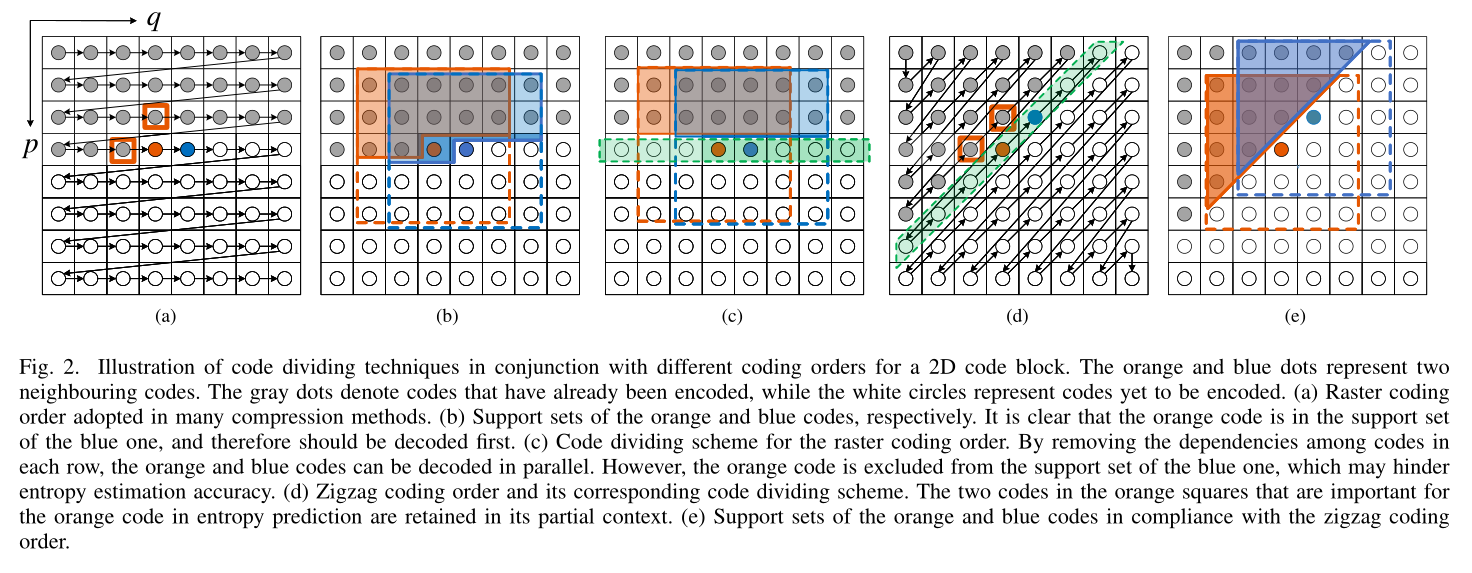 q
p
(a) (b) (c) (d) (e)
Fig. 2. Illustration of code dividing techniques in conjunction with different coding orders for a 2D code block. The orange and blue dots represent two
neighbouring codes. The gray dots denote codes that have already been encoded, while the white circles represent codes yet to be encoded. (a) Raster coding
order adopted in many compression methods. (b) Support sets of the orange and blue codes, respectively. It is clear that the orange code is in the support set
of the blue one, and therefore should be decoded first. (c) Code dividing scheme for the raster coding order. By removing the dependencies among codes in
each row, the orange and blue codes can be decoded in parallel. However, the orange code is excluded from the support set of the blue one, which may hinder
entropy estimation accuracy. (d) Zigzag coding order and its corresponding code dividing scheme. The two codes in the orange squares that are important for
the orange code in entropy prediction are retained in its partial context. (e) Support sets of the orange and blue codes in compliance with the zigzag coding
order.